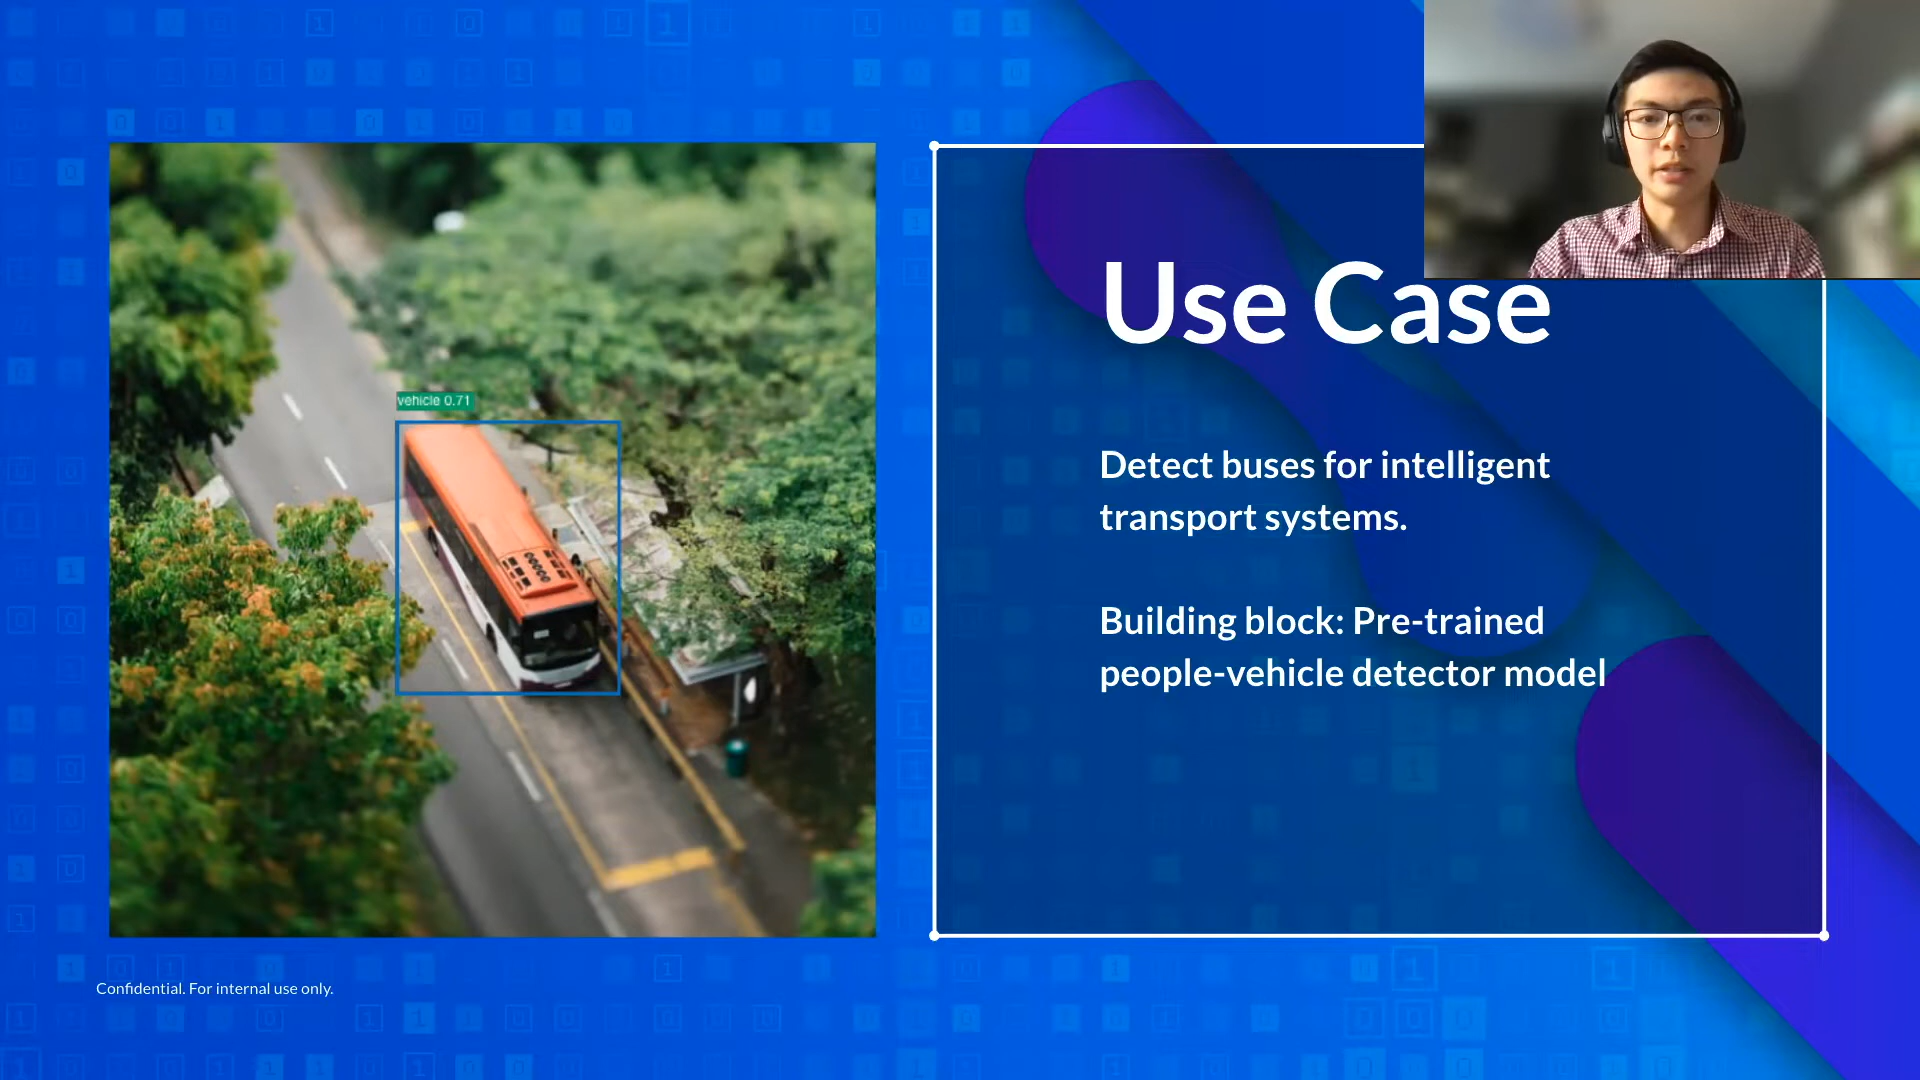 vehicle 0.71
Use Case
Detect buses for intelligent
transport systems.
Building block: Pre-trained
people-vehicle detector model
Confidential. For internal use only.